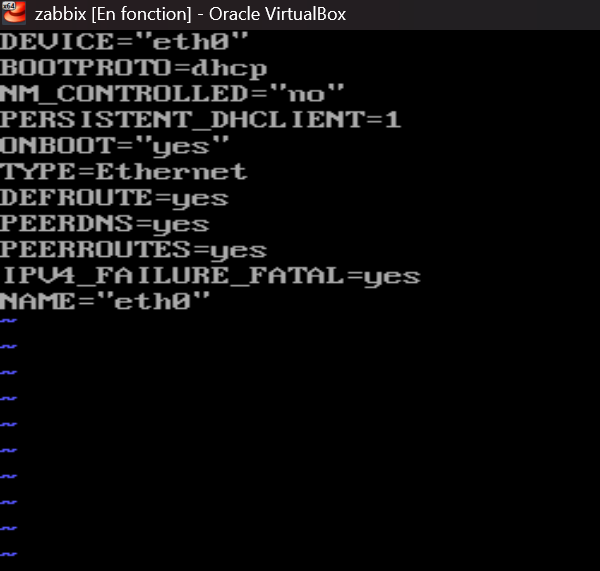 zabbix [En fonction] - Oracle VirtualBox
DEVICE="eth0"
BOOTPROTO=dhcp
NM_CONTROLLED="no"
PERSISTENT_DHCLIENT=1
ONBOOT="yes"
TYPE=Ethernet
DEFROUTE=yes
PEERDNS=yes
PEERROUTES=yes
IPV4_FAILURE_FATAL=yes
NAME="eth0"
~
~
~
~
~
~
~
~
~
~